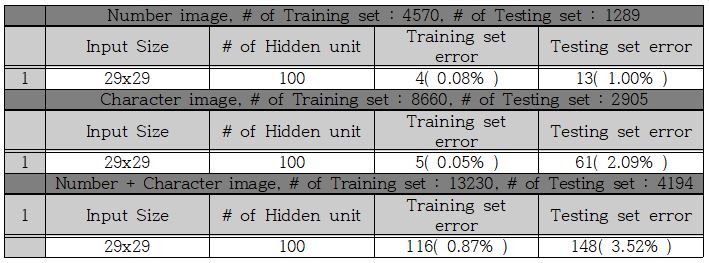 Number image, # of Training set : 4570, # of Testing set : 1289
Input Size # of Hidden unit Training set error Testing set error
1 29x29 100 4( 0.08% ) 13( 1.00% )
Character image, # of Training set : 8660, # of Testing set : 2905
Input Size # of Hidden unit Training set error Testing set error
1 29x29 100 5( 0.05% ) 61( 2.09% )
Number + Character image, # of Training set : 13230, # of Testing set : 4194
1 Input Size # of Hidden unit Training set error Testing set error
29x29 100 116( 0.87% ) 148( 3.52% )